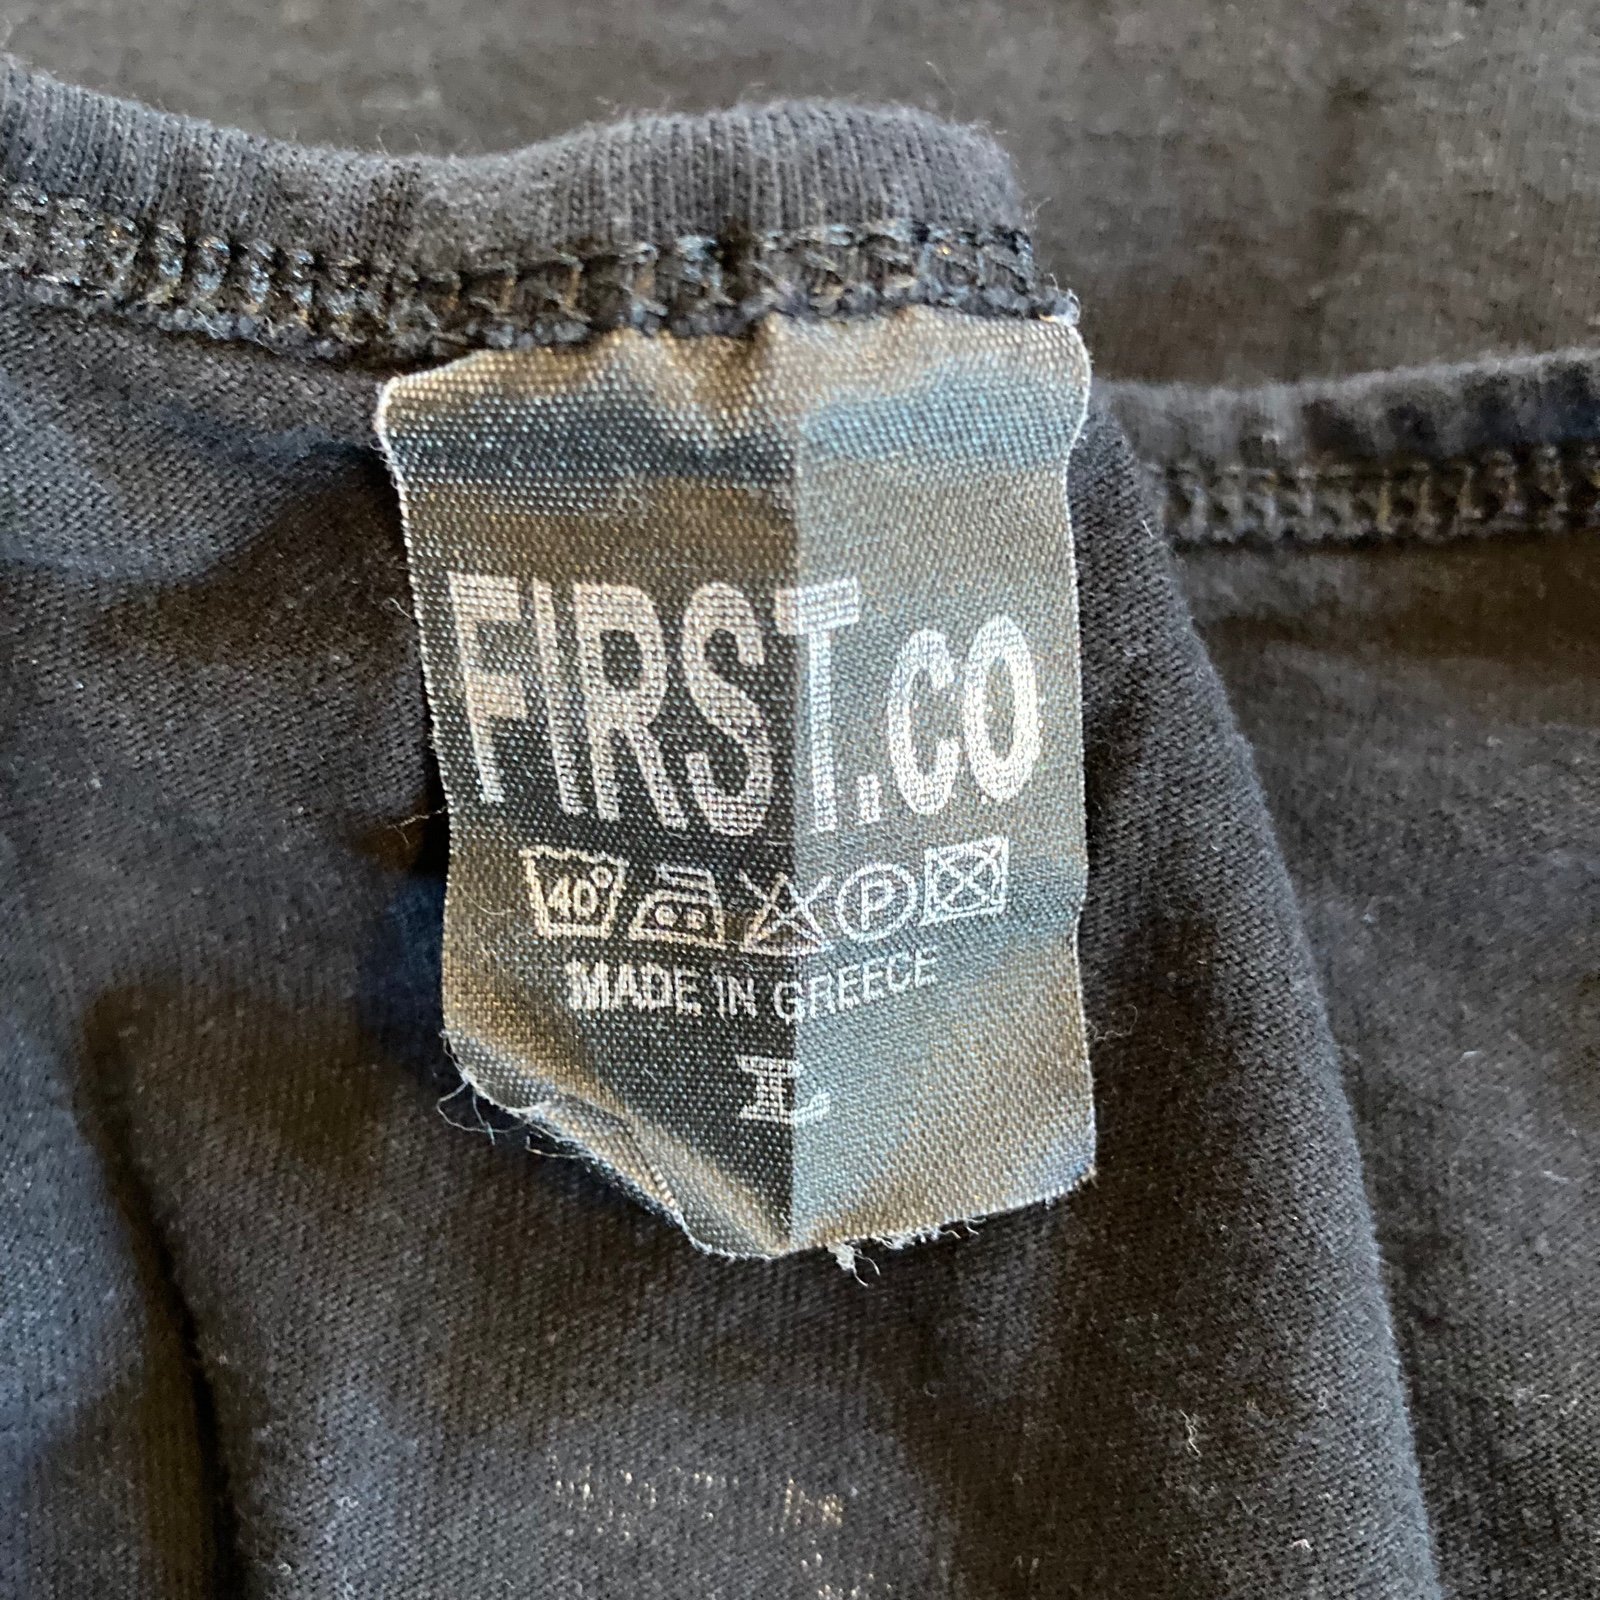 FIRST.CO
40° P
MADE IN GREECE
L